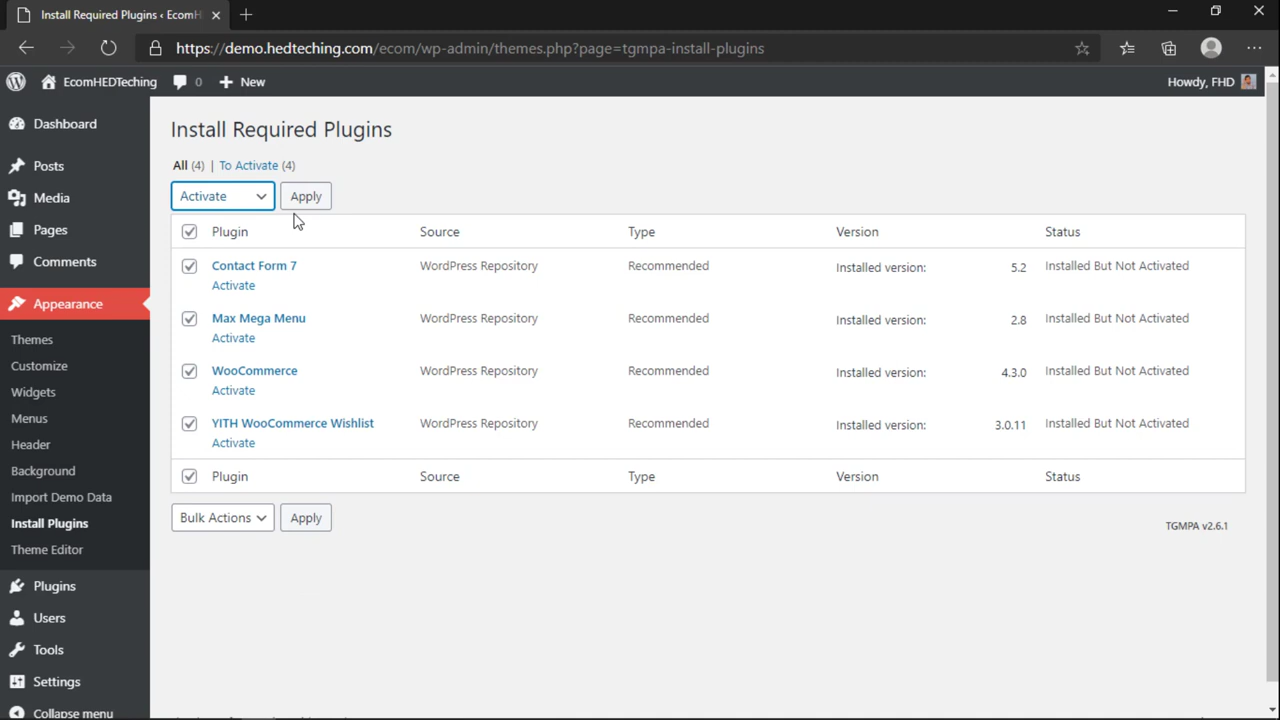 Install Required Plugins ‹ EcomH
https://demo.hedteching.com/ecom/wp-admin/themes.php?page=tgmpa-install-plugins
EcomHEDTeching 0 New Howdy, FHD
Dashboard
Posts
Media
Pages
Comments
Appearance
Themes
Customize
Widgets
Menus
Header
Background
Import Demo Data
Install Plugins
Theme Editor
Plugins
Users
Tools
Settings
Collapse menu
Install Required Plugins
All (4) | To Activate (4)
Activate Apply
Plugin Source Type Version Status
Contact Form 7 WordPress Repository Recommended Installed version: 5.2 Installed But Not Activated
Activate
Max Mega Menu WordPress Repository Recommended Installed version: 2.8 Installed But Not Activated
Activate
WooCommerce WordPress Repository Recommended Installed version: 4.3.0 Installed But Not Activated
Activate
YITH WooCommerce Wishlist WordPress Repository Recommended Installed version: 3.0.11 Installed But Not Activated
Activate
Plugin Source Type Version Status
Bulk Actions Apply
TGMPA v2.6.1